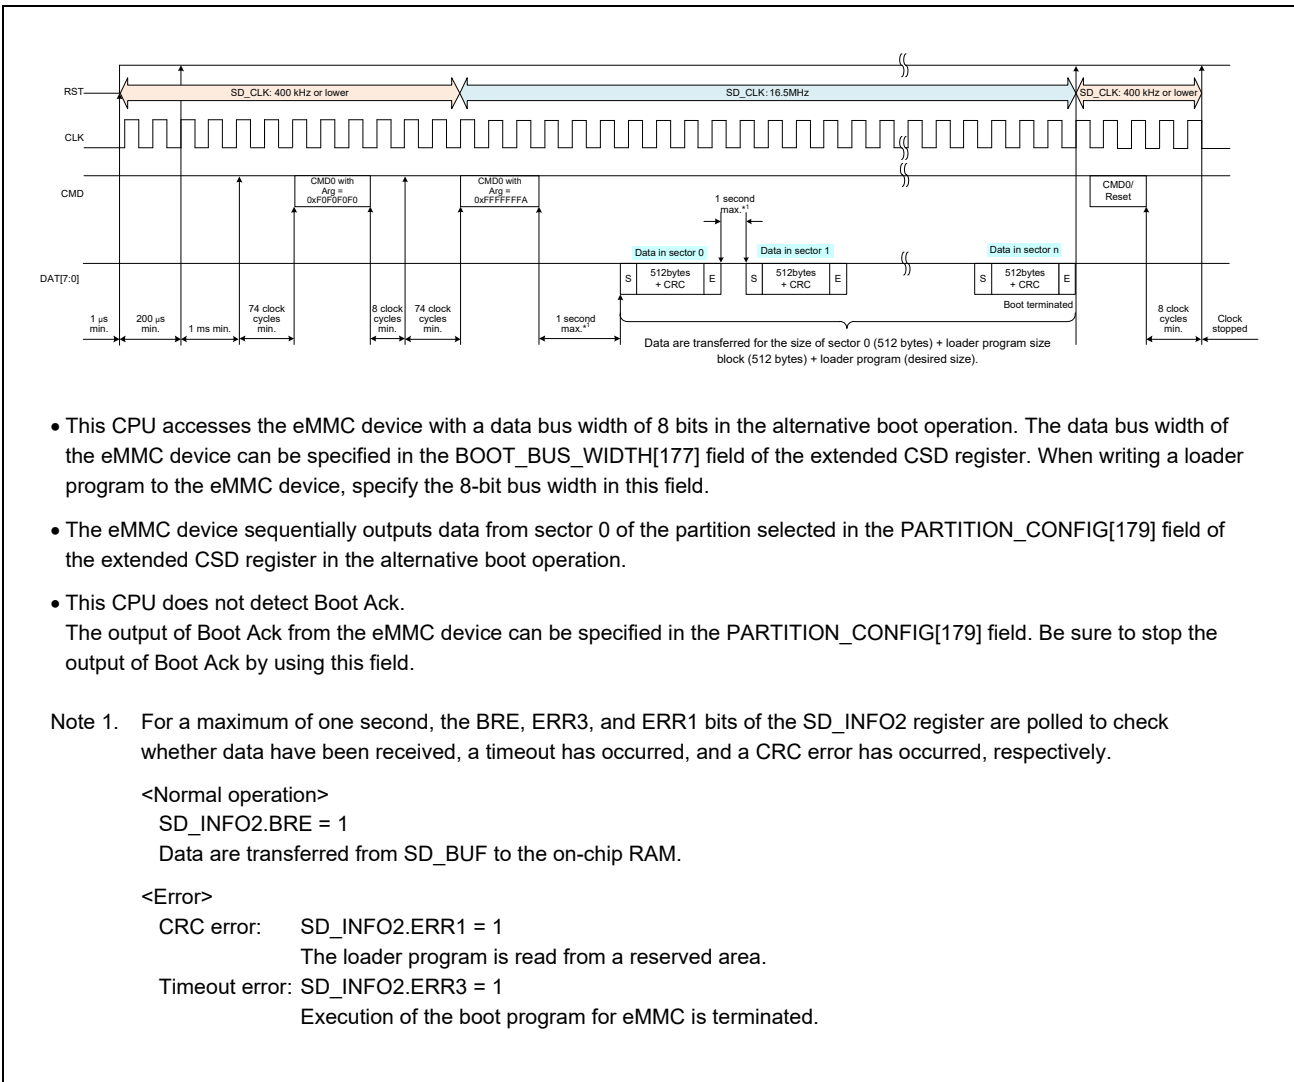 RST
SD_CLK: 400 kHz or lower
SD_CLK: 16.5MHz
SD_CLK: 400 kHz or lower
CLK
CMD
CMD0 with
Arg =
0xF0F0F0F0
CMD0 with
Arg =
0xFFFFFFFA
1 second
max.*1
CMD0/
Reset
Data in sector 0
Data in sector 1
Data in sector n
DAT[7:0]
S
512bytes
+ CRC
E
S
512bytes
+ CRC
E
S
512bytes
+ CRC
E
Boot terminated
1 μs
min.
200 μs
min.
1 ms min.
74 clock
cycles
min.
8 clock
cycles
min.
74 clock
cycles
min.
1 second
max.*1
8 clock
cycles
min.
Clock
stopped
Data are transferred for the size of sector 0 (512 bytes) + loader program size
block (512 bytes) + loader program (desired size).
• This CPU accesses the eMMC device with a data bus width of 8 bits in the alternative boot operation. The data bus width of
the eMMC device can be specified in the BOOT_BUS_WIDTH[177] field of the extended CSD register. When writing a loader
program to the eMMC device, specify the 8-bit bus width in this field.
• The eMMC device sequentially outputs data from sector 0 of the partition selected in the PARTITION_CONFIG[179] field of
the extended CSD register in the alternative boot operation.
• This CPU does not detect Boot Ack.
The output of Boot Ack from the eMMC device can be specified in the PARTITION_CONFIG[179] field. Be sure to stop the
output of Boot Ack by using this field.
Note 1. For a maximum of one second, the BRE, ERR3, and ERR1 bits of the SD_INFO2 register are polled to check
whether data have been received, a timeout has occurred, and a CRC error has occurred, respectively.
<Normal operation>
SD_INFO2.BRE = 1
Data are transferred from SD_BUF to the on-chip RAM.
<Error>
CRC error: SD_INFO2.ERR1 = 1
The loader program is read from a reserved area.
Timeout error: SD_INFO2.ERR3 = 1
Execution of the boot program for eMMC is terminated.